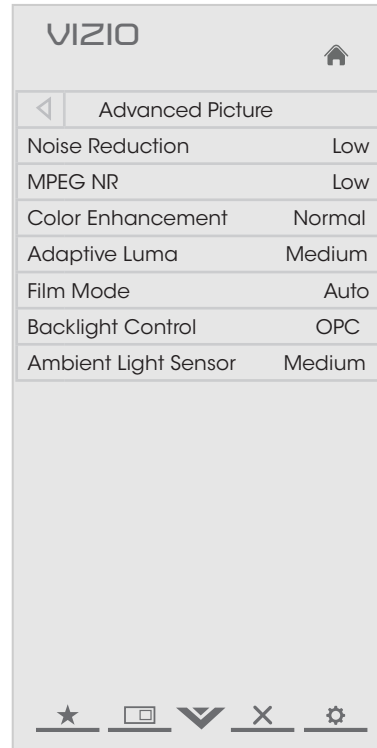 VIZIO
Advanced Picture
Noise Reduction Low
MPEG NR Low
Color Enhancement Normal
Adaptive Luma Medium
Film Mode Auto
Backlight Control OPC
Ambient Light Sensor Medium